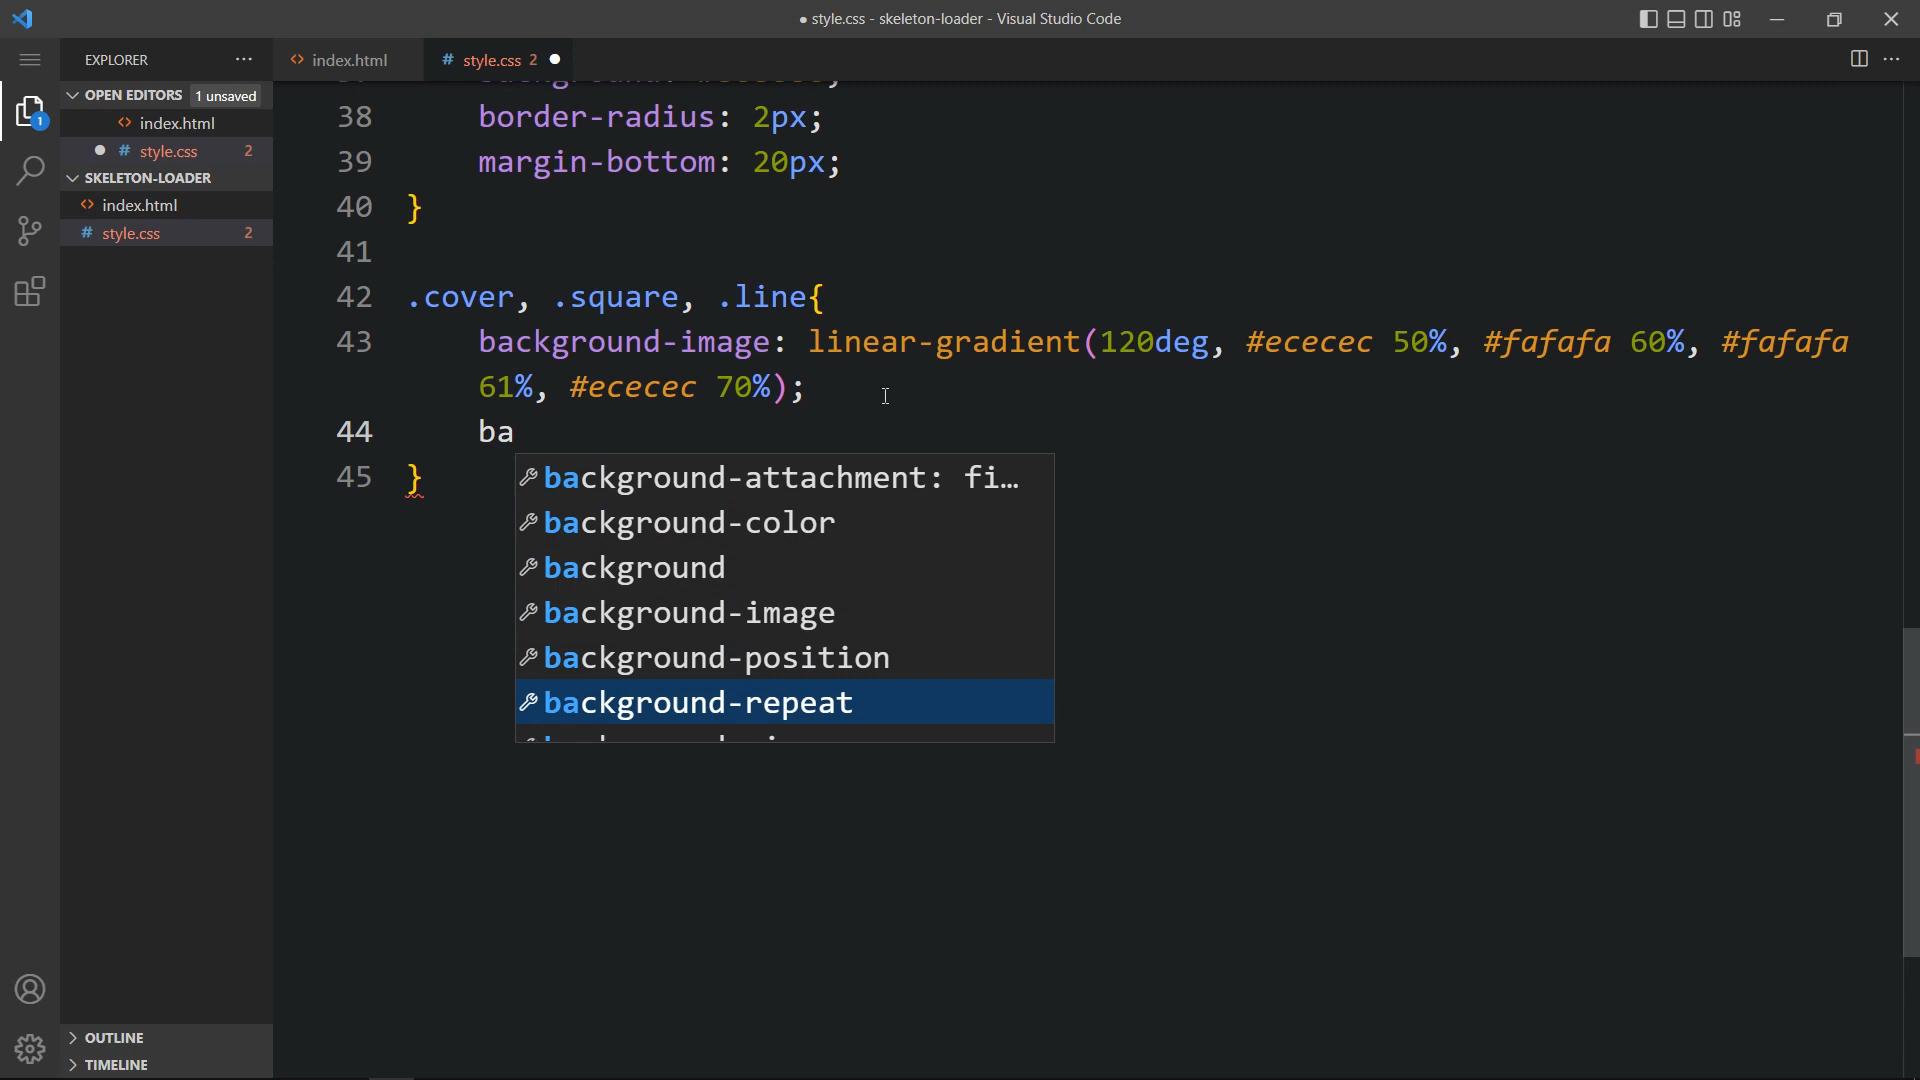 ● style.css - skeleton-loader - Visual Studio Code
EXPLORER
OPEN EDITORS 1 unsaved
<> index.html
● # style.css 2
SKELETON-LOADER
<> index.html
# style.css 2
OUTLINE
TIMELINE
1
<> index.html
# style.css 2 ●
38 border-radius: 2px;
39 margin-bottom: 20px;
40 }
41
42 .cover, .square, .line{
43 background-image: linear-gradient(120deg, #ececec 50%, #fafafa 60%, #fafafa
61%, #ececec 70%);
44 ba
45 }
background-attachment: fi…
background-color
background
background-image
background-position
background-repeat